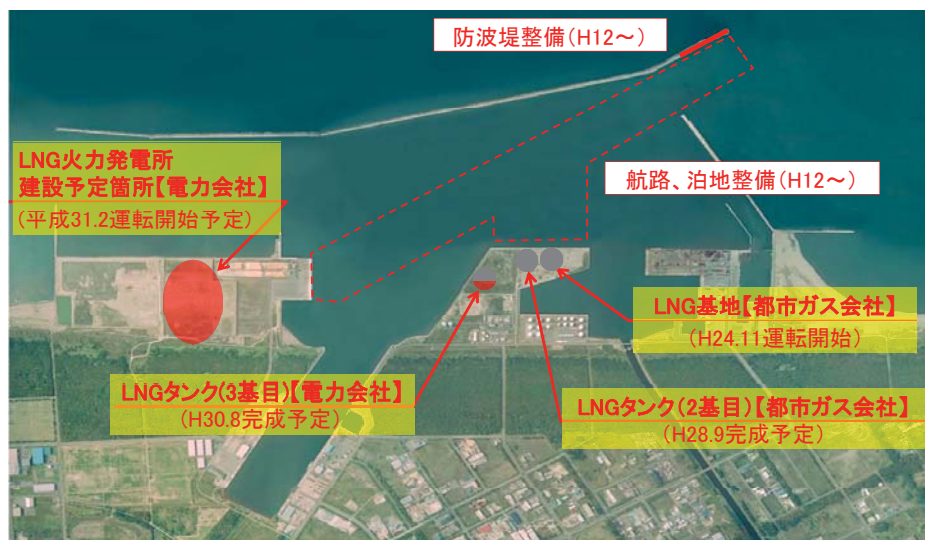 防波堤整備(H12～)
LNG火力発電所
建設予定箇所【電力会社】
(平成31.2運転開始予定)
航路、泊地整備(H12～)
LNG基地【都市ガス会社】
(H24.11運転開始)
LNGタンク(3基目)【電力会社】
(H30.8完成予定)
LNGタンク(2基目)【都市ガス会社】
(H28.9完成予定)